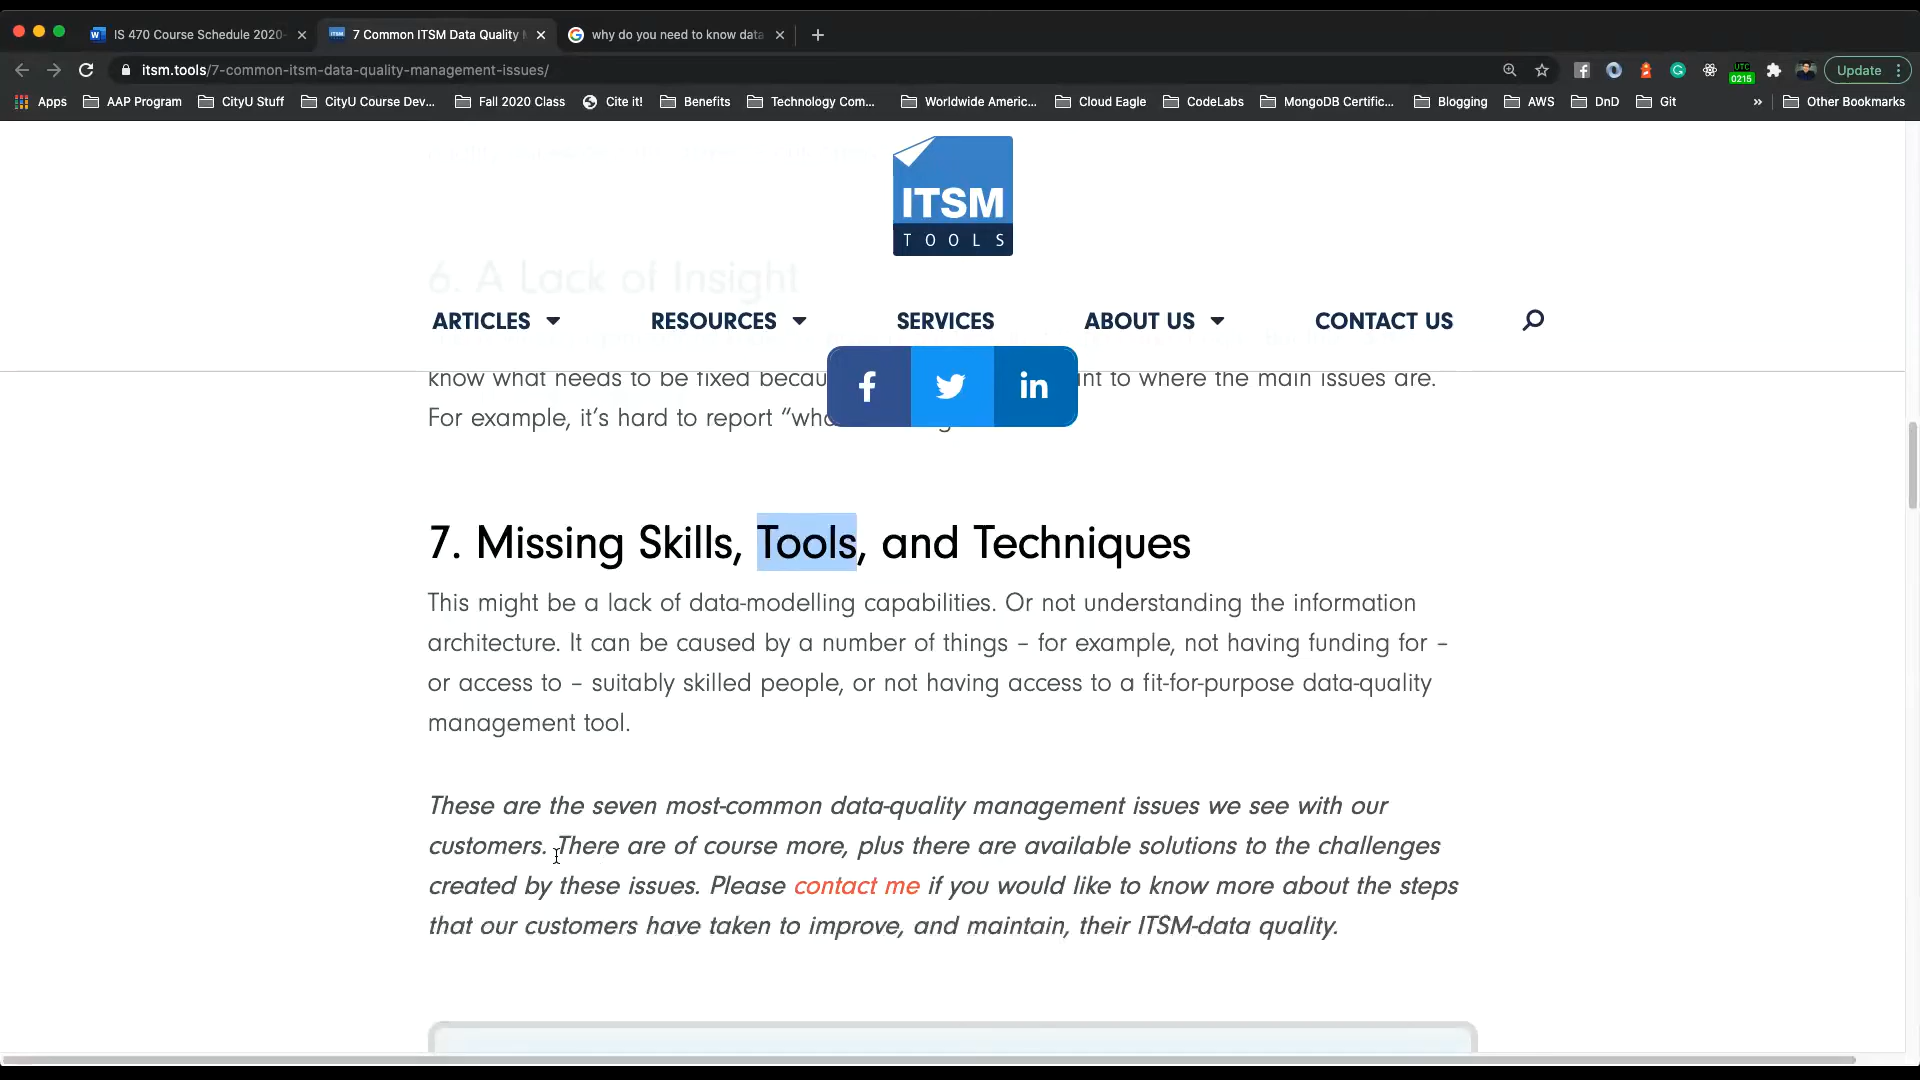 IS 470 Course Schedule 2020-
7 Common ITSM Data Quality
why do you need to know data
itsm.tools/7-common-itsm-data-quality-management-issues/
UTC
0215
Update
Apps
AAP Program
CityU Stuff
CityU Course Dev...
Fall 2020 Class
Cite it!
Benefits
Technology Com...
Worldwide Americ...
Cloud Eagle
CodeLabs
MongoDB Certific...
Blogging
AWS
DnD
Git
»
Other Bookmarks
ITSM
TOOLS
6. A Lack of Insight
ARTICLES
RESOURCES
SERVICES
ABOUT US
CONTACT US
know what needs to be fixed becau nt to where the main issues are.
For example, it’s hard to report “wha
7. Missing Skills, Tools, and Techniques
This might be a lack of data-modelling capabilities. Or not understanding the information
architecture. It can be caused by a number of things – for example, not having funding for –
or access to – suitably skilled people, or not having access to a fit-for-purpose data-quality
management tool.
These are the seven most-common data-quality management issues we see with our
customers. There are of course more, plus there are available solutions to the challenges
created by these issues. Please contact me if you would like to know more about the steps
that our customers have taken to improve, and maintain, their ITSM-data quality.